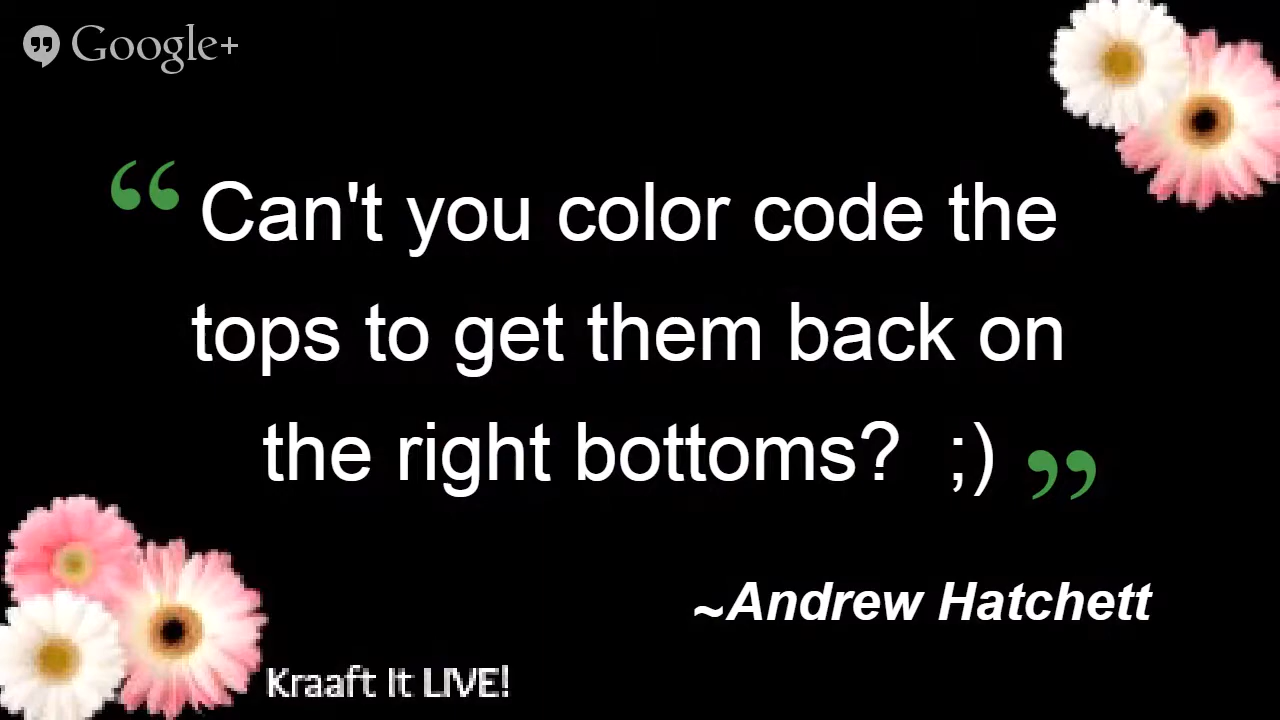 Google+
“ Can't you color code the
tops to get them back on
the right bottoms?  ;) ”
~Andrew Hatchett
Kraaft It LIVE!